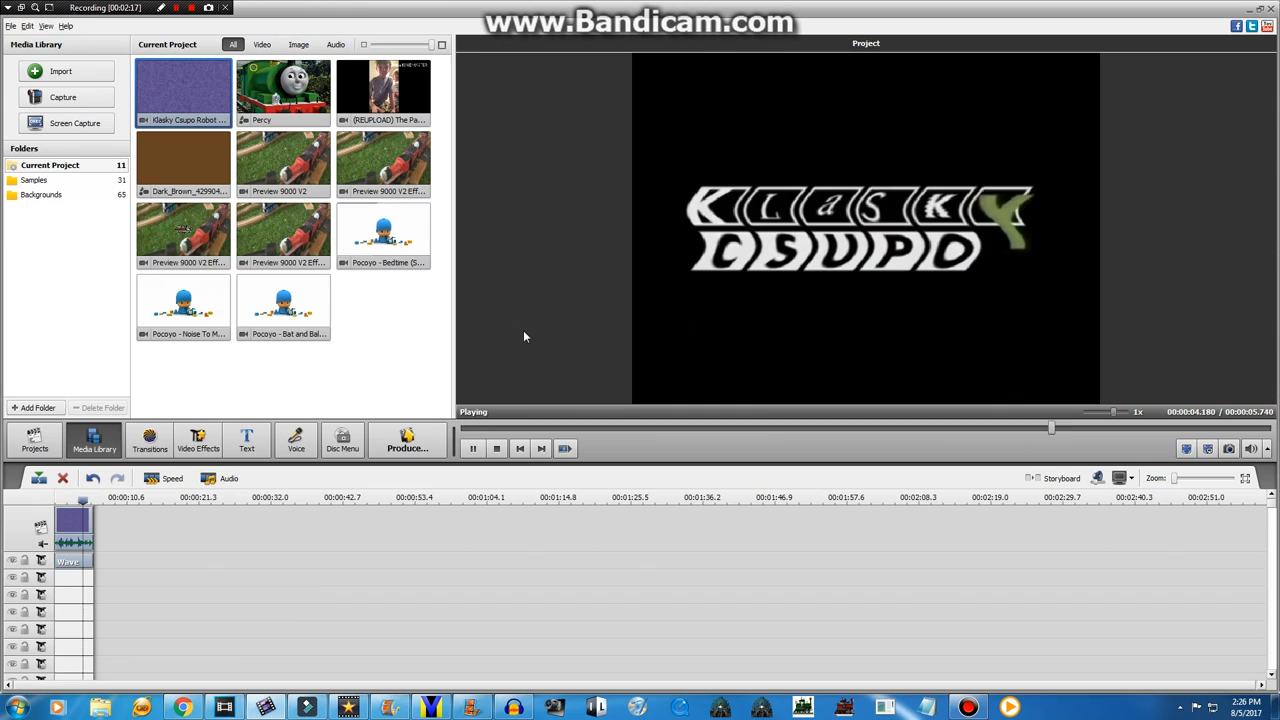 Recording [00:02:17]
www.Bandicam.com
File Edit View Help
Media Library
Current Project
All Video Image Audio
Project
Import
Capture
Screen Capture
Folders
Current Project 11
Samples 31
Backgrounds 65
Klasky Csupo Robot ...
Percy
(REUPLOAD) The Pa...
Dark_Brown_429904...
Preview 9000 V2
Preview 9000 V2 Eff...
Preview 9000 V2 Eff...
Preview 9000 V2 Eff...
Pocoyo - Bedtime (S...
Pocoyo - Noise To M...
Pocoyo - Bat and Bal...
KLaSKY
CSUPO
Add Folder
Delete Folder
Playing
1x
00:00:04.180 / 00:00:05.740
Projects
Media Library
Transitions
Video Effects
Text
Voice
Disc Menu
Produce...
Speed
Audio
Storyboard
Zoom:
00:00:10.6 00:00:21.3 00:00:32.0 00:00:42.7 00:00:53.4 00:01:04.1 00:01:14.8 00:01:25.5 00:01:36.2 00:01:46.9 00:01:57.6 00:02:08.3 00:02:19.0 00:02:29.7 00:02:40.3 00:02:51.0
Wave
2:26 PM
8/5/2017